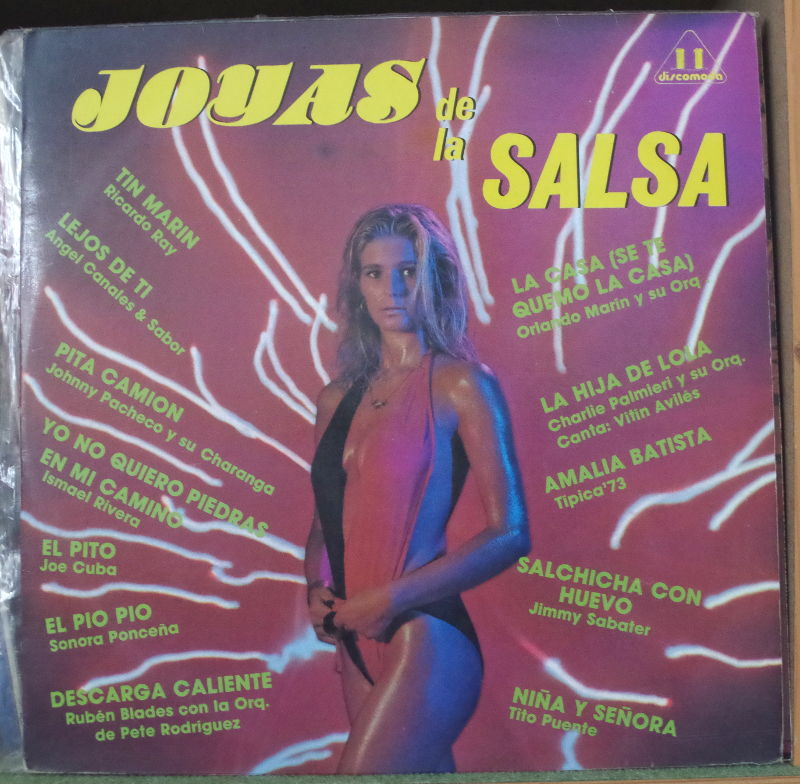 JOYAS de
la SALSA
discomoda
TIN MARIN
Ricardo Ray
LEJOS DE TI
Angel Canales & Sabor
PITA CAMION
Johnny Pacheco y su Charanga
YO NO QUIERO PIEDRAS
EN MI CAMINO
Ismael Rivera
EL PITO
Joe Cuba
EL PIO PIO
Sonora Ponceña
DESCARGA CALIENTE
Rubèn Blades con la Orq.
de Pete Rodríguez
LA CASA (SE TE
QUEMO LA CASA)
Orlando Marin y su Orq
LA HIJA DE LOLA
Charlie Palmieri y su Orq.
Canta: Vitín Avilés
AMALIA BATISTA
Típica'73
SALCHICHA CON
HUEVO
Jimmy Sabater
NIÑA Y SEÑORA
Tito Puente